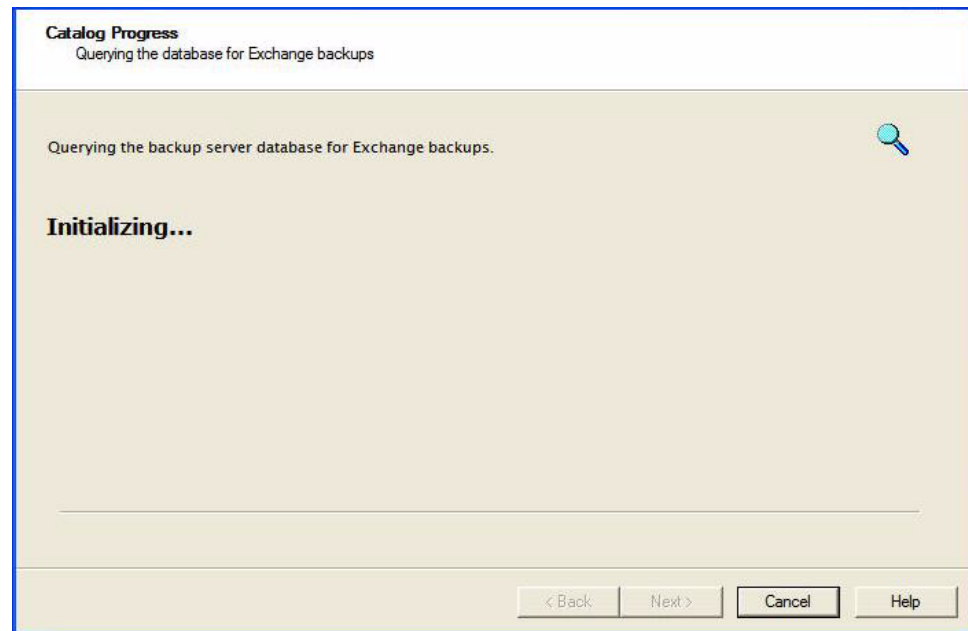 Catalog Progress
Querying the database for Exchange backups
Querying the backup server database for Exchange backups.
Initializing...
< Back Next > Cancel Help